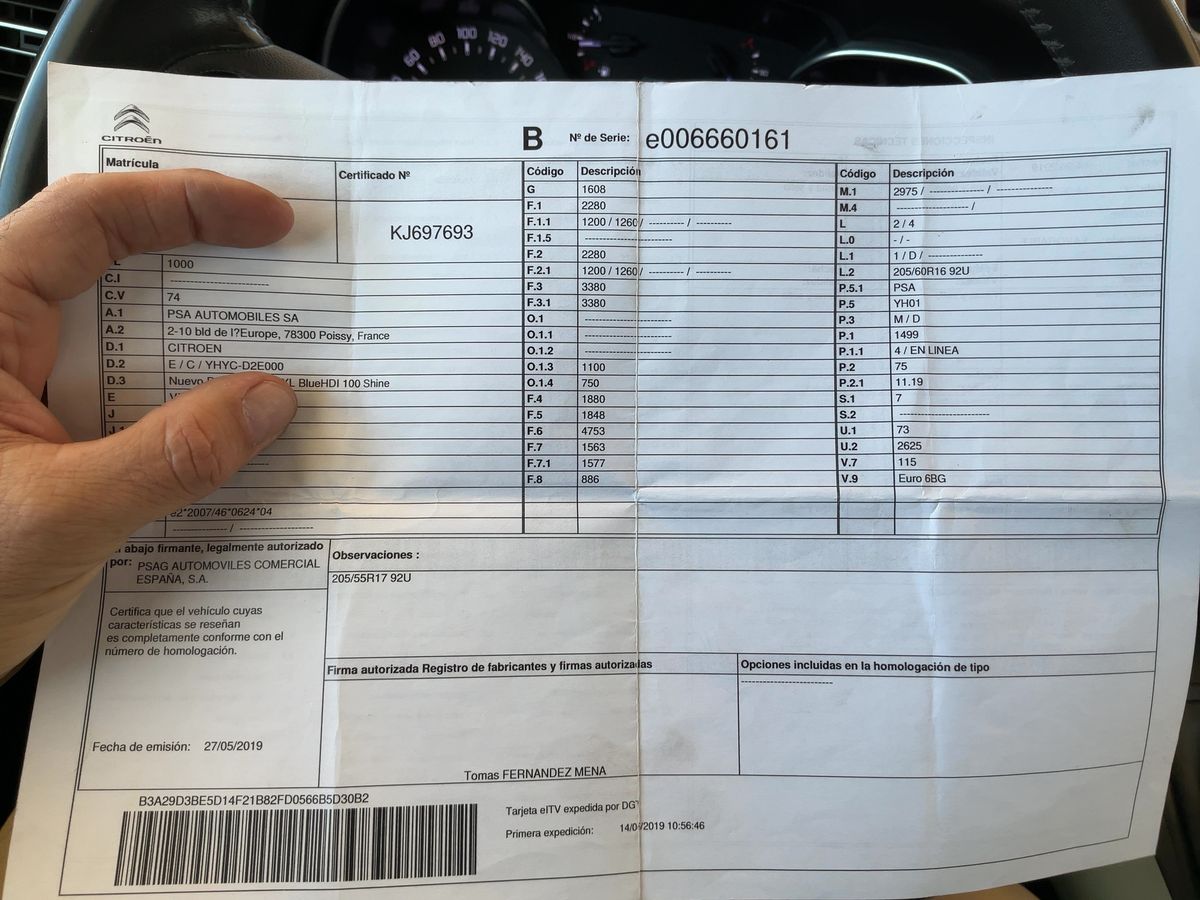 60 80 100 120 140
CITROËN
B Nº de Serie: e006660161
Matrícula
Certificado Nº
KJ697693
1000
C.I ---------------------------
C.V 74
A.1 PSA AUTOMOBILES SA
A.2 2-10 bld de l?Europe, 78300 Poissy, France
D.1 CITROEN
D.2 E / C / YHYC-D2E000
D.3 Nuevo XL BlueHDI 100 Shine
E
J
e2*2007/46*0624*04
--------------- / --------------------
Código Descripción
G 1608
F.1 2280
F.1.1 1200 / 1260 / ---------- / ----------
F.1.5 ------------------------
F.2 2280
F.2.1 1200 / 1260 / ---------- / ----------
F.3 3380
F.3.1 3380
O.1 ------------------------
O.1.1 ------------------------
O.1.2 ------------------------
O.1.3 1100
O.1.4 750
F.4 1880
F.5 1848
F.6 4753
F.7 1563
F.7.1 1577
F.8 886
Código Descripción
M.1 2975 / --------------- / ---------------
M.4 -------------------- /
L 2 / 4
L.0 - / -
L.1 1 / D / ---------------
L.2 205/60R16 92U
P.5.1 PSA
P.5 YH01
P.3 M / D
P.1 1499
P.1.1 4 / EN LINEA
P.2 75
P.2.1 11.19
S.1 7
S.2 ------------------------
U.1 73
U.2 2625
V.7 115
V.9 Euro 6BG
abajo firmante, legalmente autorizado
por: PSAG AUTOMOVILES COMERCIAL
ESPAÑA, S.A.
Certifica que el vehículo cuyas
características se reseñan
es completamente conforme con el
número de homologación.
Fecha de emisión: 27/05/2019
Observaciones :
205/55R17 92U
Firma autorizada Registro de fabricantes y firmas autorizadas
Tomas FERNANDEZ MENA
Opciones incluidas en la homologación de tipo
------------------------
B3A29D3BE5D14F21B82FD0566B5D30B2
Tarjeta eITV expedida por DGT
Primera expedición: 2019 10:56:46